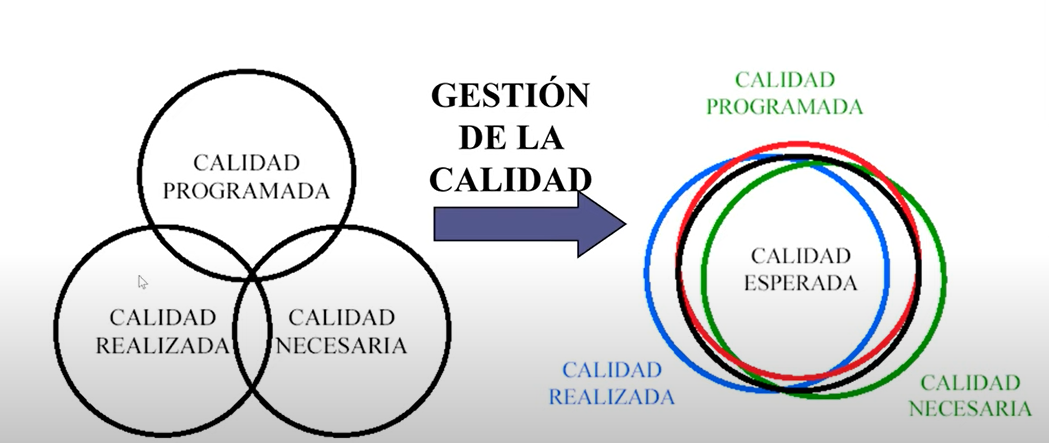 CALIDAD
PROGRAMADA
CALIDAD
REALIZADA
CALIDAD
NECESARIA
GESTIÓN
DE LA
CALIDAD
CALIDAD
PROGRAMADA
CALIDAD
ESPERADA
CALIDAD
REALIZADA
CALIDAD
NECESARIA